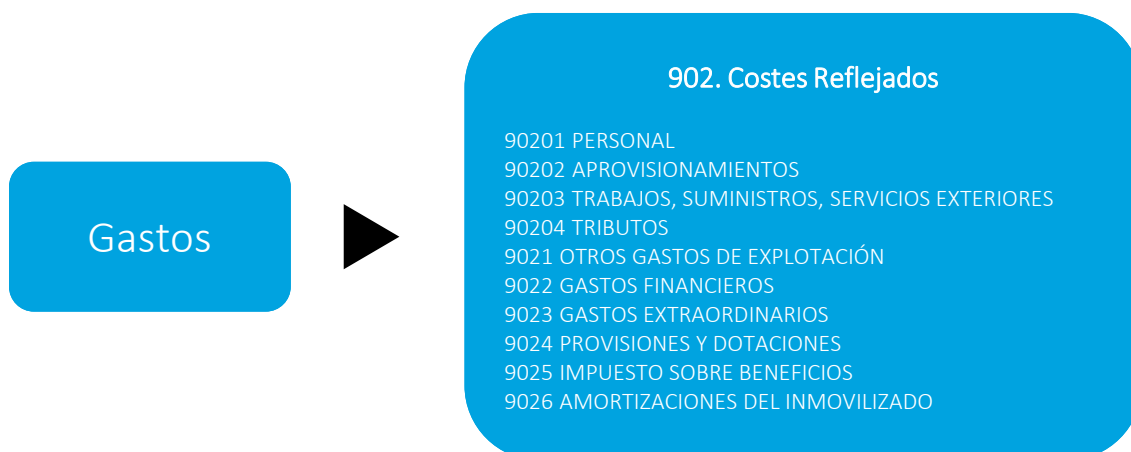 Gastos
902. Costes Reflejados
90201 PERSONAL
90202 APROVISIONAMIENTOS
90203 TRABAJOS, SUMINISTROS, SERVICIOS EXTERIORES
90204 TRIBUTOS
9021 OTROS GASTOS DE EXPLOTACIÓN
9022 GASTOS FINANCIEROS
9023 GASTOS EXTRAORDINARIOS
9024 PROVISIONES Y DOTACIONES
9025 IMPUESTO SOBRE BENEFICIOS
9026 AMORTIZACIONES DEL INMOVILIZADO